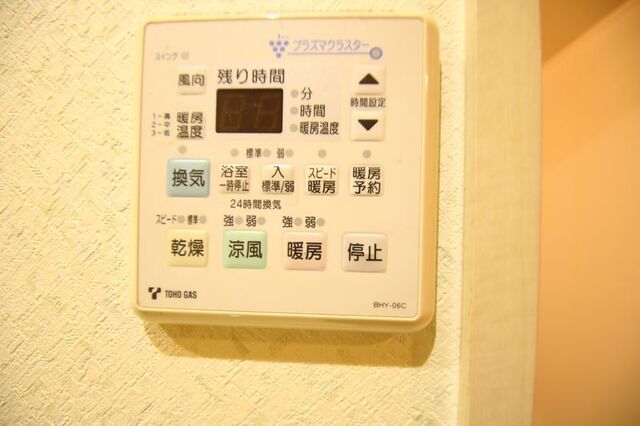 プラズマクラスター
スイング
風向
残り時間
分
時間
暖房温度
時間設定
1-高
2-中
3-低
暖房
温度
標準 弱
換気
浴室
一時停止
入
標準/弱
スピード
暖房
暖房
予約
24時間換気
スピード 標準
強 弱
強 弱
乾燥
涼風
暖房
停止
TOHO GAS
BHY-06C